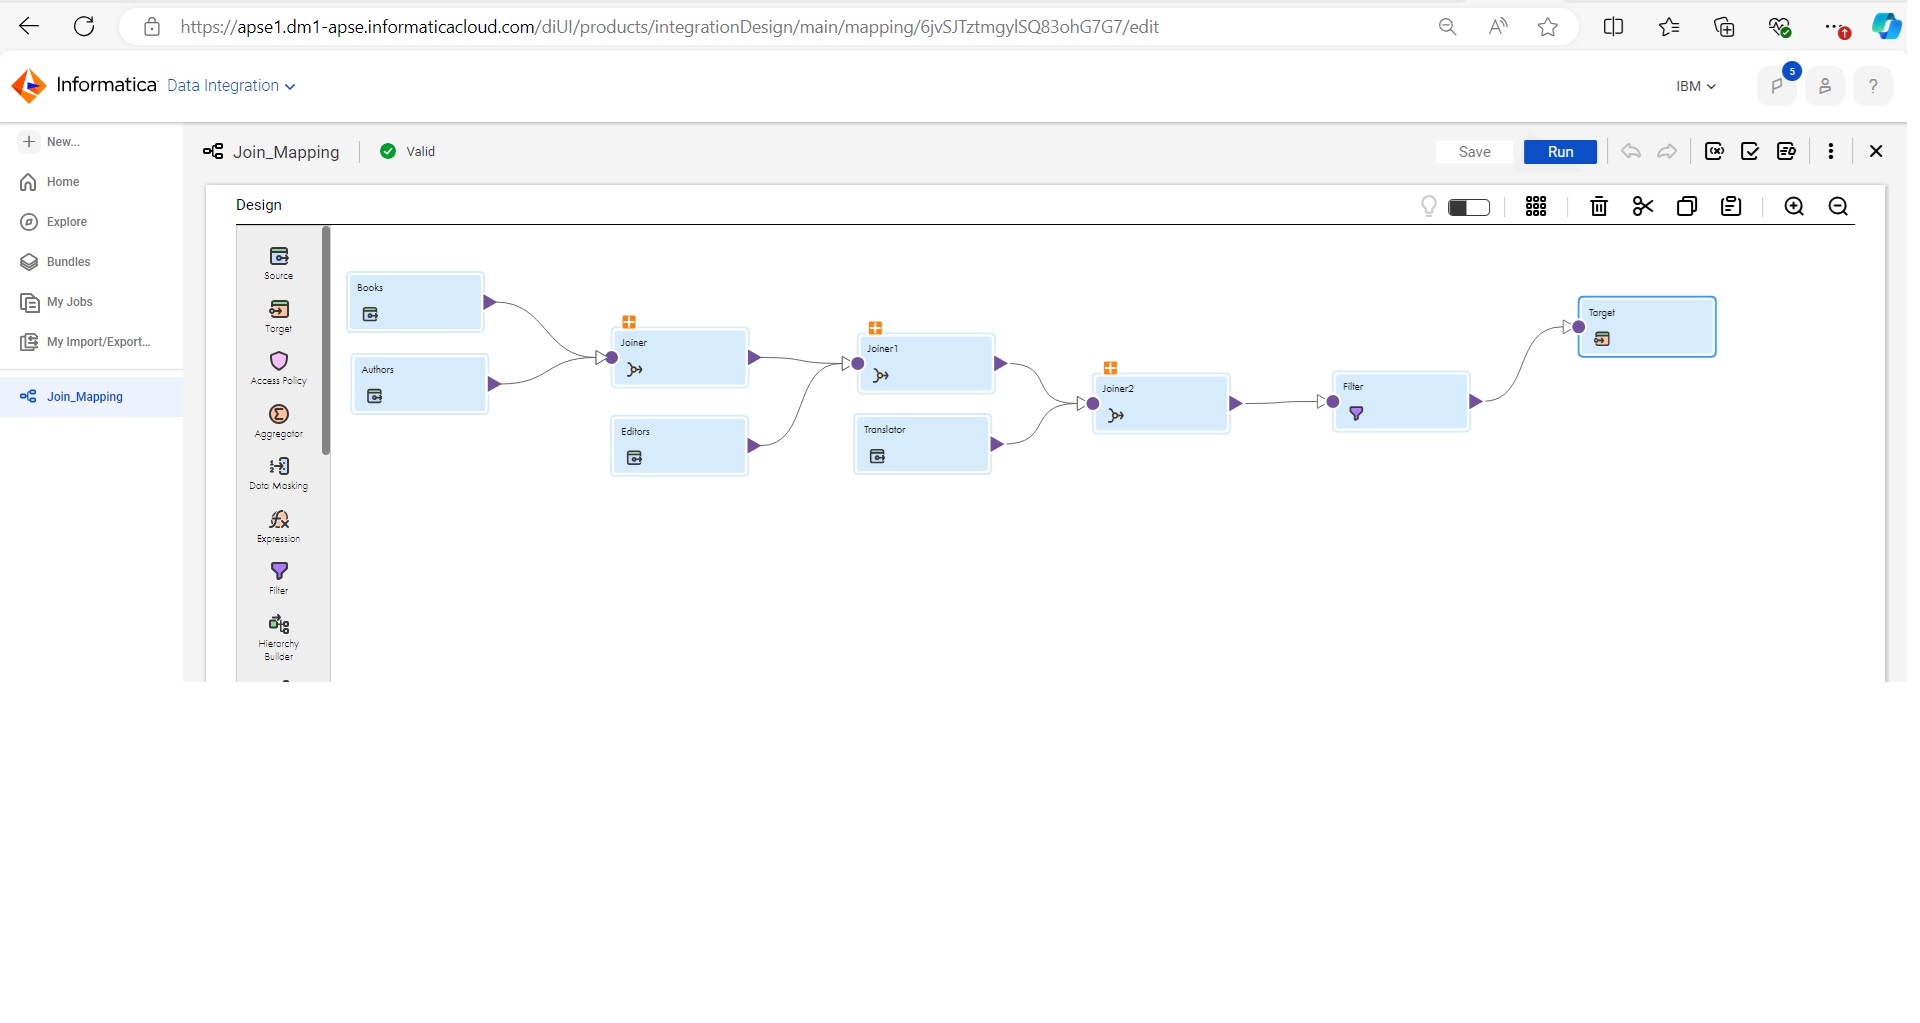 https://apse1.dm1-apse.informaticacloud.com/diUI/products/integrationDesign/main/mapping/6jvSJTztmgylSQ83ohG7G7/edit
Informatica Data Integration
IBM
5
?
New...
Home
Explore
Bundles
My Jobs
My Import/Export...
Join_Mapping
Join_Mapping
Valid
Save
Run
Design
Source
Target
Access Policy
Aggregator
Data Masking
Expression
Filter
Hierarchy
Builder
Books
Authors
Joiner
Editors
Joiner1
Translator
Joiner2
Filter
Target